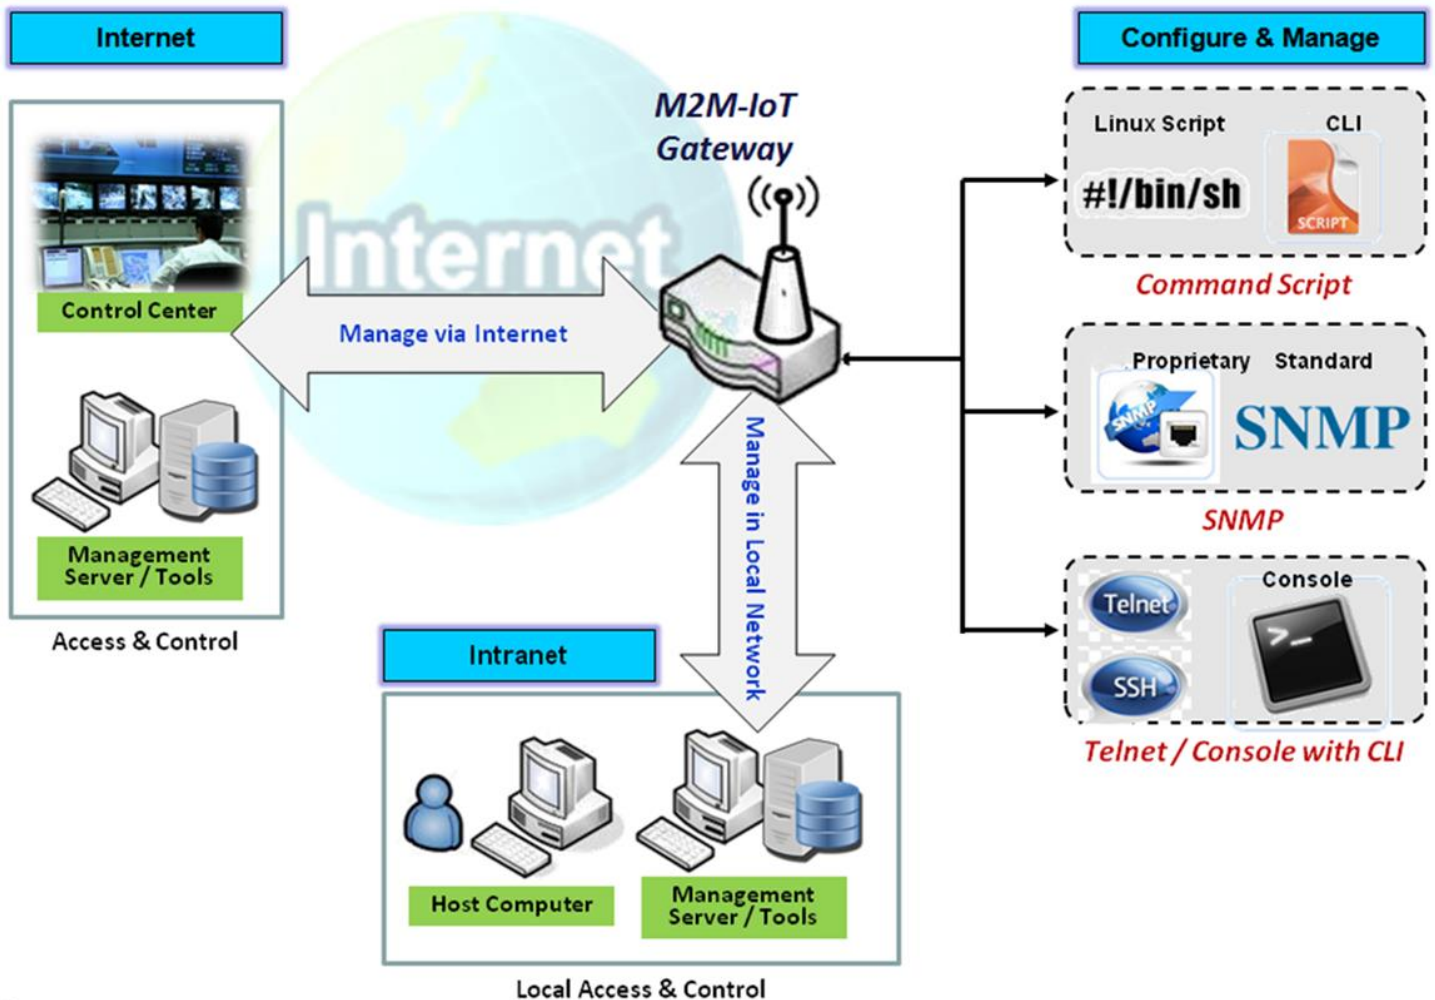 Internet
Control Center
Management
Server / Tools
Access & Control
Internet
M2M-IoT
Gateway
Manage via Internet
Manage in Local Network
Intranet
Host Computer
Management
Server / Tools
Local Access & Control
Configure & Manage
Linux Script CLI
#!/bin/sh
SCRIPT
Command Script
Proprietary Standard
SNMP SNMP
SNMP
Telnet
Console
>_
SSH
Telnet / Console with CLI